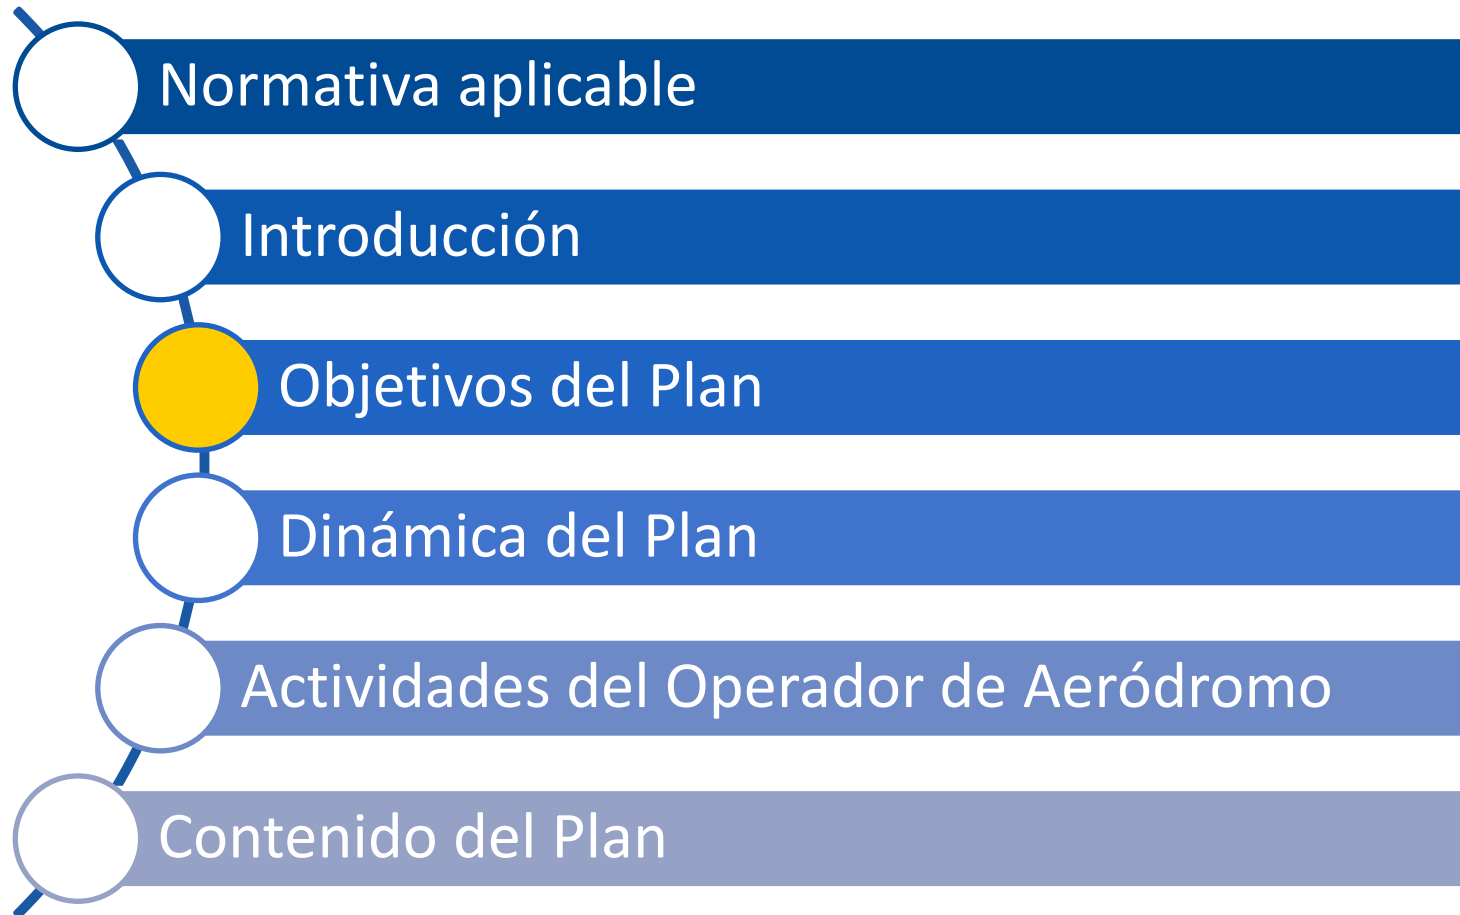 Normativa aplicable
Introducción
Objetivos del Plan
Dinámica del Plan
Actividades del Operador de Aeródromo
Contenido del Plan